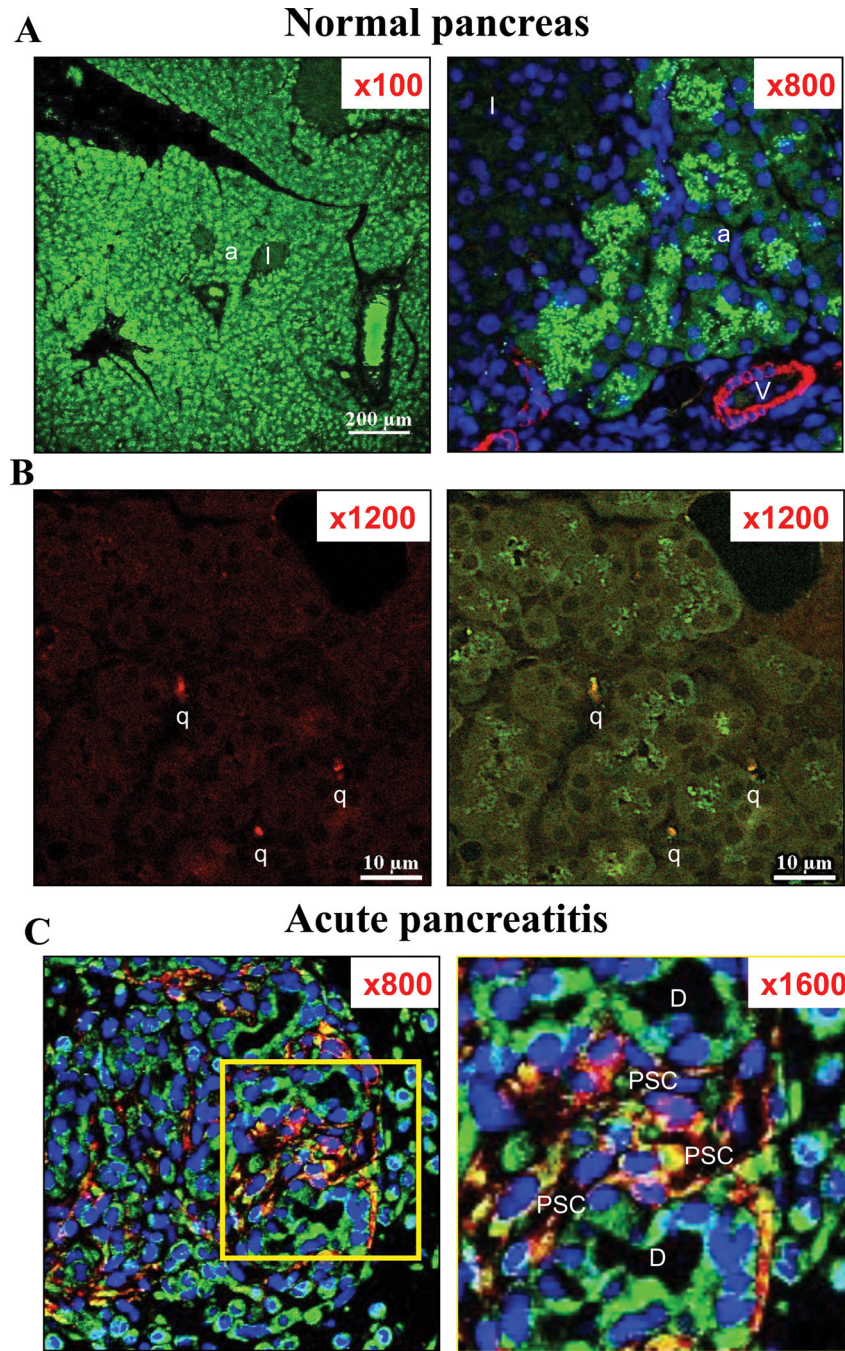 Normal pancreas
A
x100
x800
l
a
l
a
V
200 µm
B
x1200
x1200
q
q
q
q
q
q
10 µm
10 µm
Acute pancreatitis
C
x800
x1600
D
PSC
PSC
PSC
D